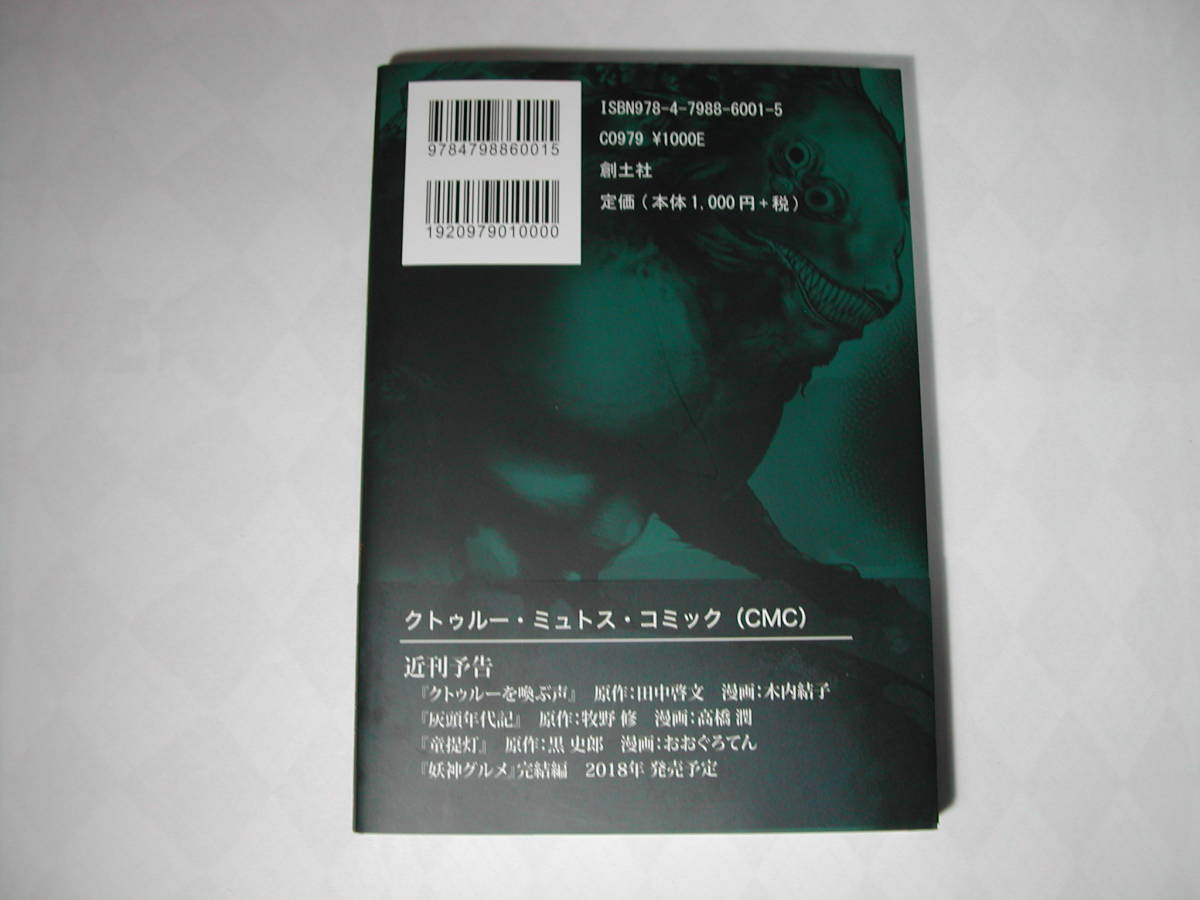 9784798860015
1920979010000
ISBN978-4-7988-6001-5
C0979 ¥1000E
創土社
定価(本体1,000円+税)
クトゥルー・ミュトス・コミック(CMC)
近刊予告
『クトゥルーを喚ぶ声』 原作:田中啓文 漫画:木内結子
『灰頭年代記』 原作:牧野 修 漫画:高橋 潤
『童提灯』 原作:黒 史郎 漫画:おおぐろてん
『妖神グルメ』完結編 2018年 発売予定